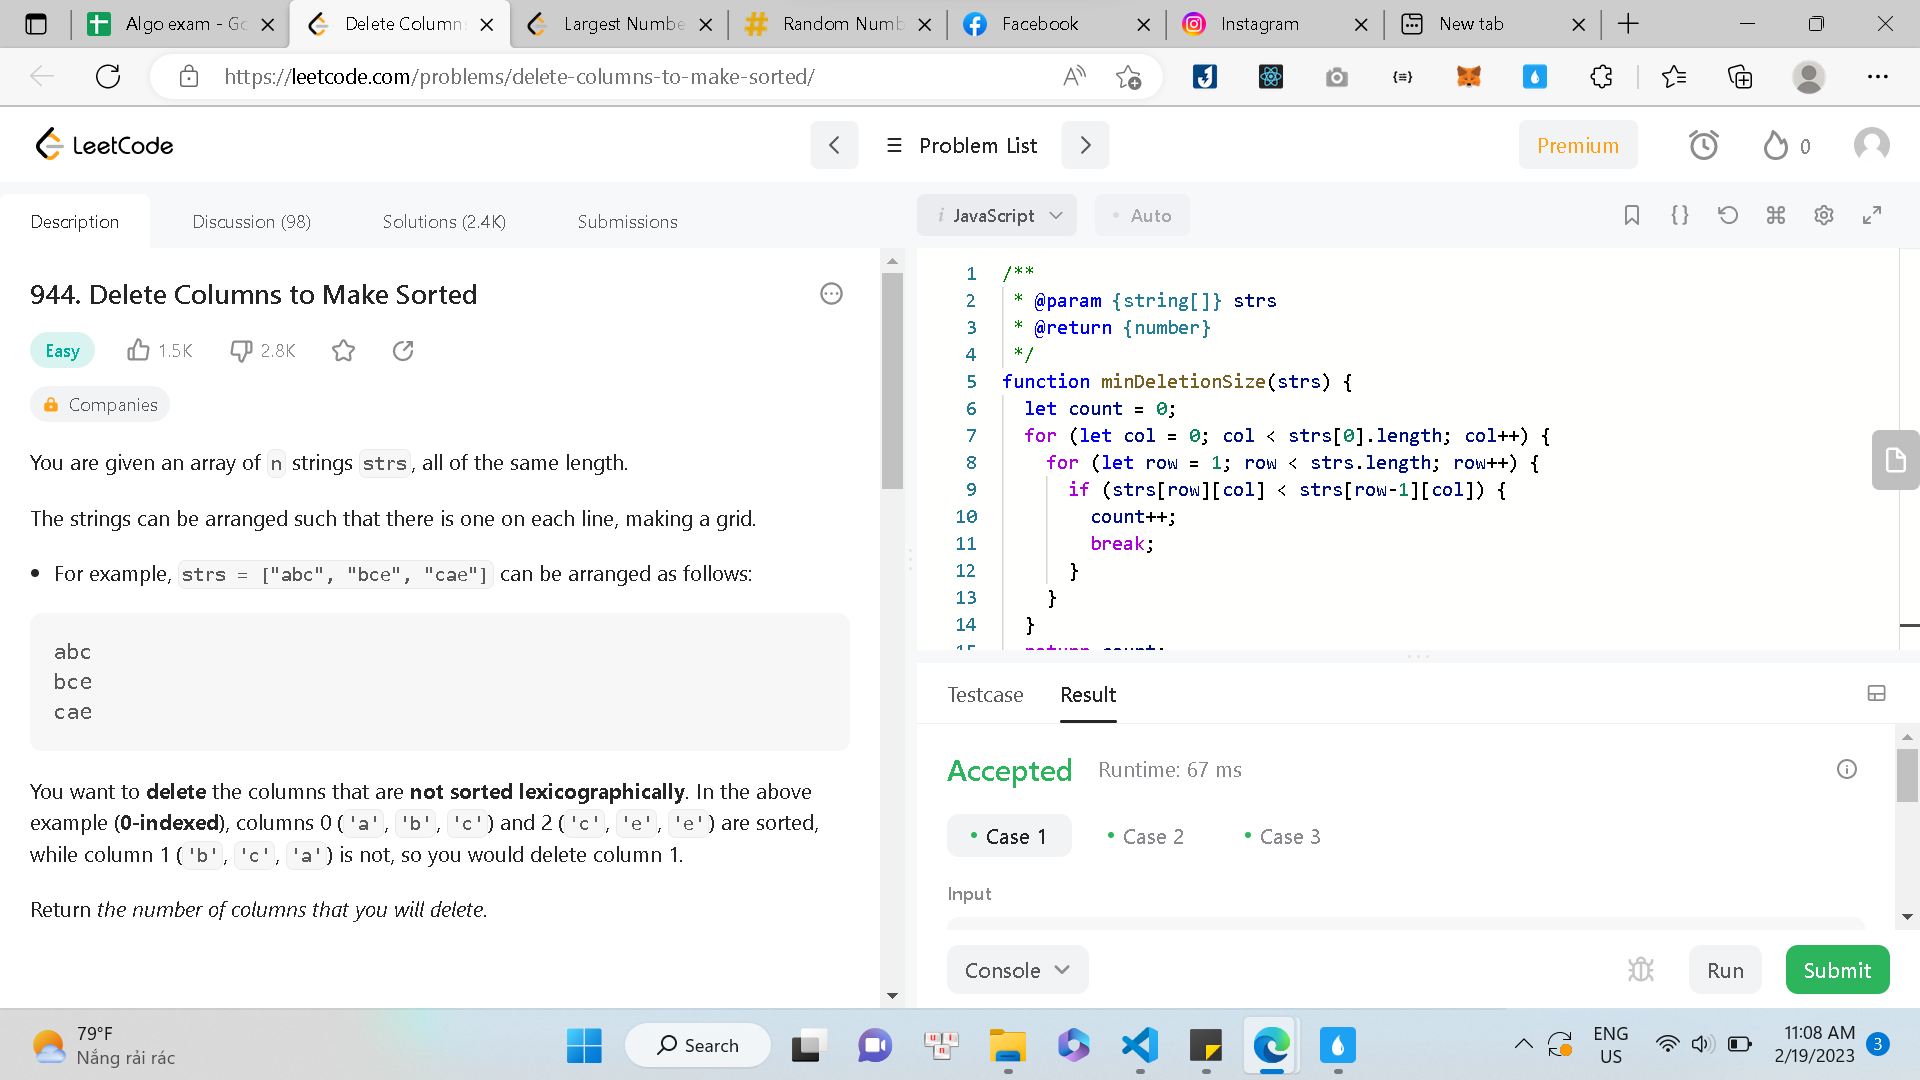 Algo exam - Go
Delete Column
Largest Numbe
Random Numb
Facebook
Instagram
New tab
https://leetcode.com/problems/delete-columns-to-make-sorted/
LeetCode
Problem List
Premium
0
Description
Discussion (98)
Solutions (2.4K)
Submissions
i JavaScript
• Auto
944. Delete Columns to Make Sorted
Easy
1.5K
2.8K
Companies
You are given an array of n strings strs, all of the same length.
The strings can be arranged such that there is one on each line, making a grid.
• For example, strs = ["abc", "bce", "cae"] can be arranged as follows:
abc
bce
cae
You want to delete the columns that are not sorted lexicographically. In the above
example (0-indexed), columns 0 ('a', 'b', 'c') and 2 ('c', 'e', 'e') are sorted,
while column 1 ('b', 'c', 'a') is not, so you would delete column 1.
Return the number of columns that you will delete.
1 /**
2 * @param {string[]} strs
3 * @return {number}
4 */
5 function minDeletionSize(strs) {
6 let count = 0;
7 for (let col = 0; col < strs[0].length; col++) {
8 for (let row = 1; row < strs.length; row++) {
9 if (strs[row][col] < strs[row-1][col]) {
10 count++;
11 break;
12 }
13 }
14 }
15 return count;
Testcase
Result
Accepted
Runtime: 67 ms
• Case 1
• Case 2
• Case 3
Input
Console
Run
Submit
79°F
Nắng rải rác
Search
ENG
US
11:08 AM
2/19/2023
3